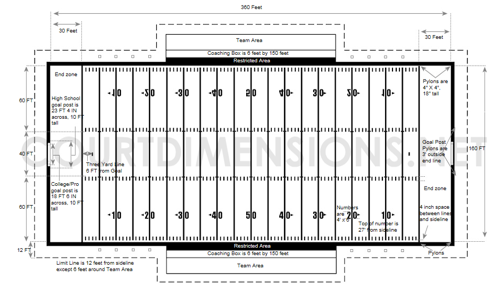 360 Feet
30 Feet
30 Feet
Team Area
Coaching Box is 6 feet by 150 feet
Restricted Area
End zone
Pylons are
4" X 4",
18" tall
-10 -20 30 40 50 40 30 20- 10-
High School
goal post is
23 FT 4 IN
across, 10 FT
tall
60 FT
Goal Post
Pylons are
3' outside
end line
COURTDIMENSIONS.NET
40 FT
160 FT
Three Yard Line
6 FT from Goal
College/Pro
goal post is
18 FT 6 IN
across, 10 FT
tall
End zone
60 FT
Numbers
are
4' X 6'
4 inch space
between lines
and sideline
-10 -20 30 40 50 40 30 20- 10-
Top of number is
27" from sideline
12 FT
Restricted Area
Coaching Box is 6 feet by 150 feet
Pylons
Team Area
Limit Line is 12 feet from sideline
except 6 feet around Team Area